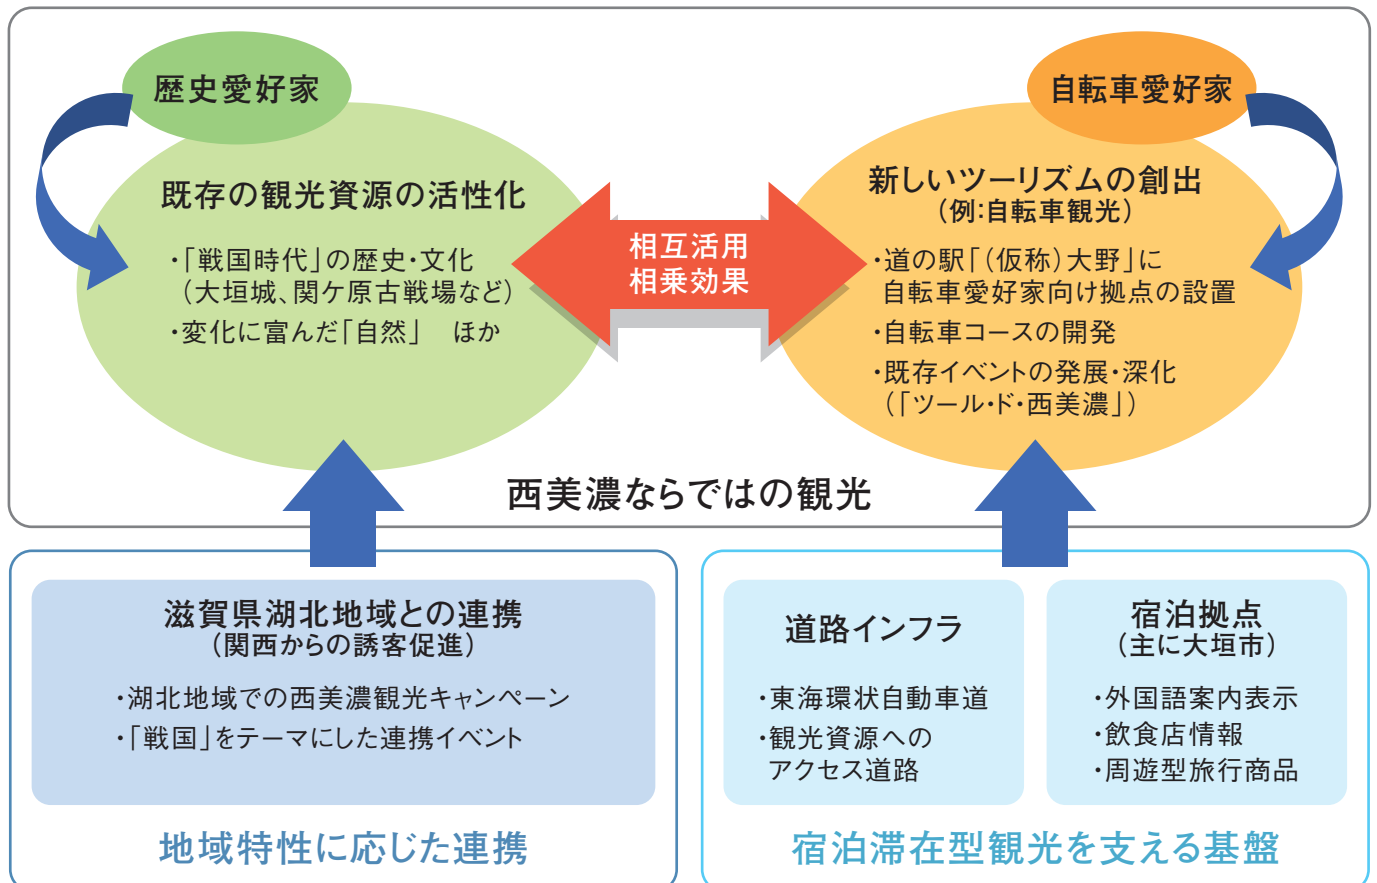 歴史愛好家
既存の観光資源の活性化
・「戦国時代」の歴史・文化
（大垣城、関ケ原古戦場など）
・変化に富んだ「自然」　ほか
相互活用
相乗効果
自転車愛好家
新しいツーリズムの創出
（例：自転車観光）
・道の駅「（仮称）大野」に
自転車愛好家向け拠点の設置
・自転車コースの開発
・既存イベントの発展・深化
（「ツール・ド・西美濃」）
西美濃ならではの観光
滋賀県湖北地域との連携
（関西からの誘客促進）
・湖北地域での西美濃観光キャンペーン
・「戦国」をテーマにした連携イベント
地域特性に応じた連携
道路インフラ
・東海環状自動車道
・観光資源への
アクセス道路
宿泊拠点
（主に大垣市）
・外国語案内表示
・飲食店情報
・周遊型旅行商品
宿泊滞在型観光を支える基盤